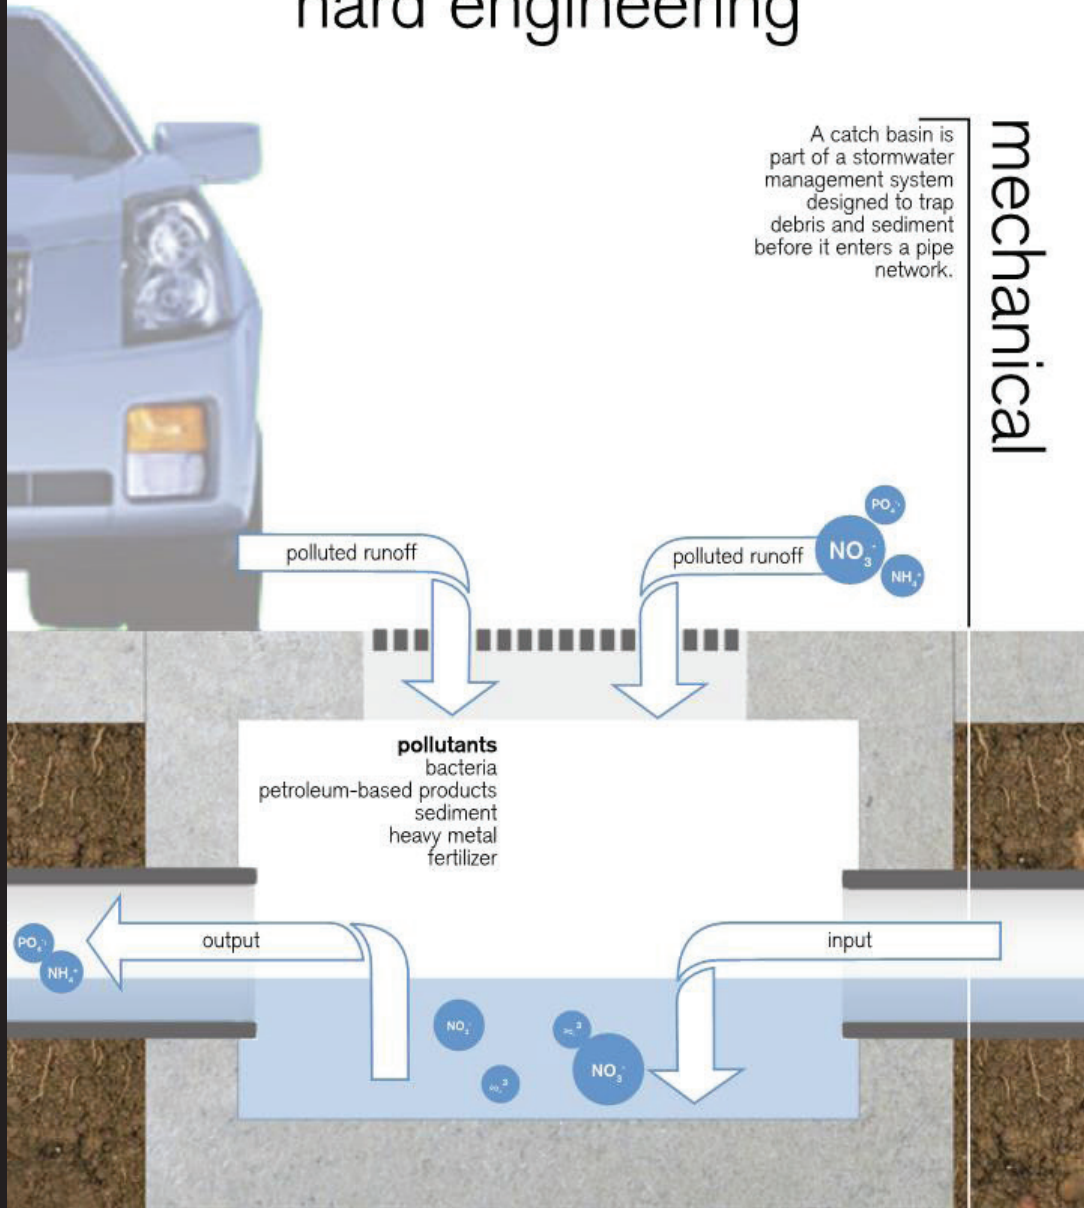 hard engineering
mechanical
A catch basin is
part of a stormwater
management system
designed to trap
debris and sediment
before it enters a pipe
network.
PO₄⁻
NO₃⁻
NH₄⁺
polluted runoff
polluted runoff
pollutants
bacteria
petroleum-based products
sediment
heavy metal
fertilizer
output
input
PO₄⁻
NH₄⁺
NO₃⁻
NO₃⁻